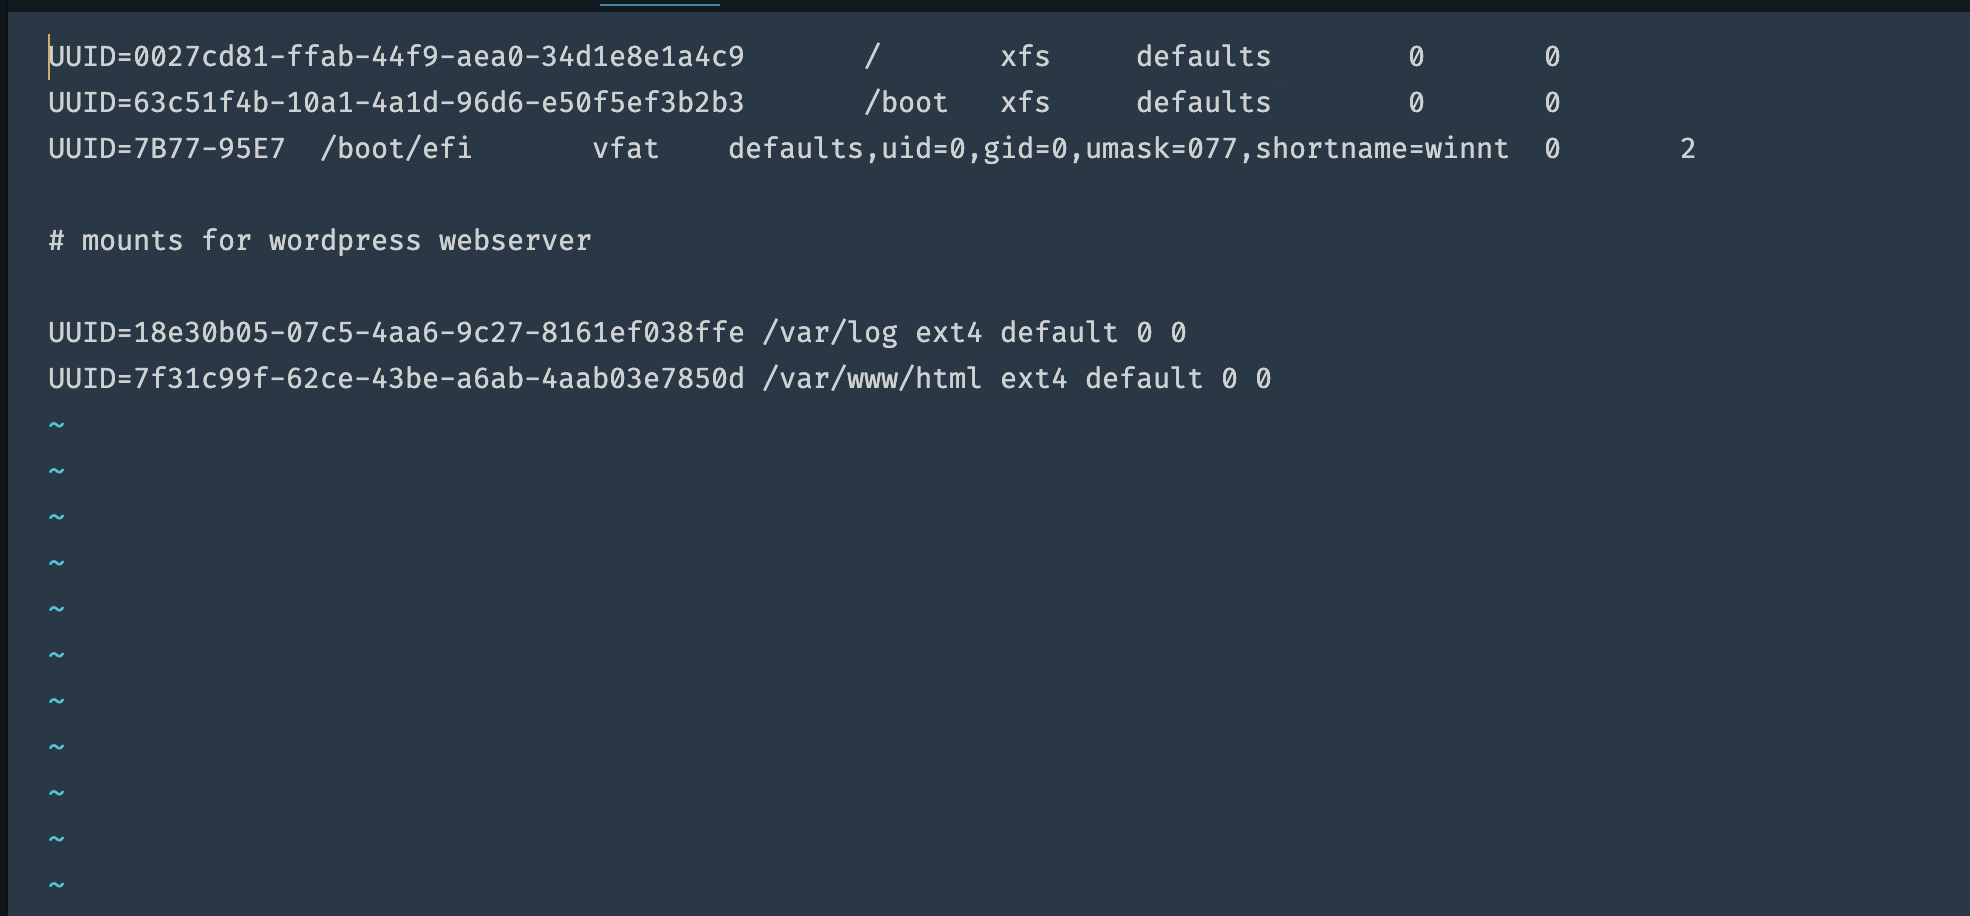 UUID=0027cd81-ffab-44f9-aea0-34d1e8e1a4c9 / xfs defaults 0 0
UUID=63c51f4b-10a1-4a1d-96d6-e50f5ef3b2b3 /boot xfs defaults 0 0
UUID=7B77-95E7 /boot/efi vfat defaults,uid=0,gid=0,umask=077,shortname=winnt 0 2
# mounts for wordpress webserver
UUID=18e30b05-07c5-4aa6-9c27-8161ef038ffe /var/log ext4 default 0 0
UUID=7f31c99f-62ce-43be-a6ab-4aab03e7850d /var/www/html ext4 default 0 0
~
~
~
~
~
~
~
~
~
~
~